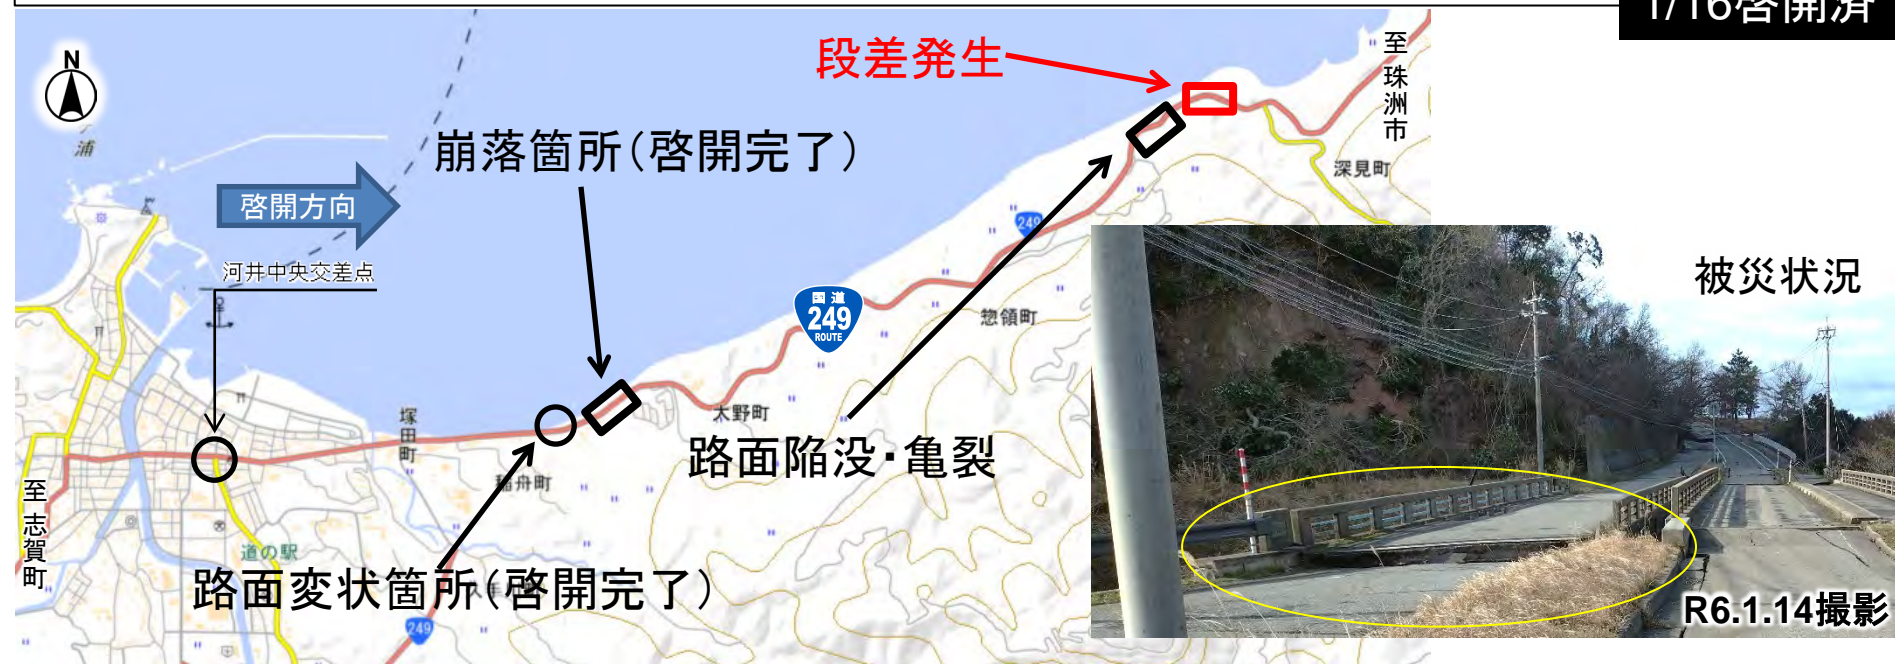 1/16啓開済
段差発生
至珠洲市
N
浦
崩落箇所(啓開完了)
深見町
啓開方向
249
河井中央交差点
被災状況
国道
249
ROUTE
惣領町
塚田町
大野町
路面陥没・亀裂
稲舟町
至志賀町
道の駅
路面変状箇所(啓開完了)
249
R6.1.14撮影